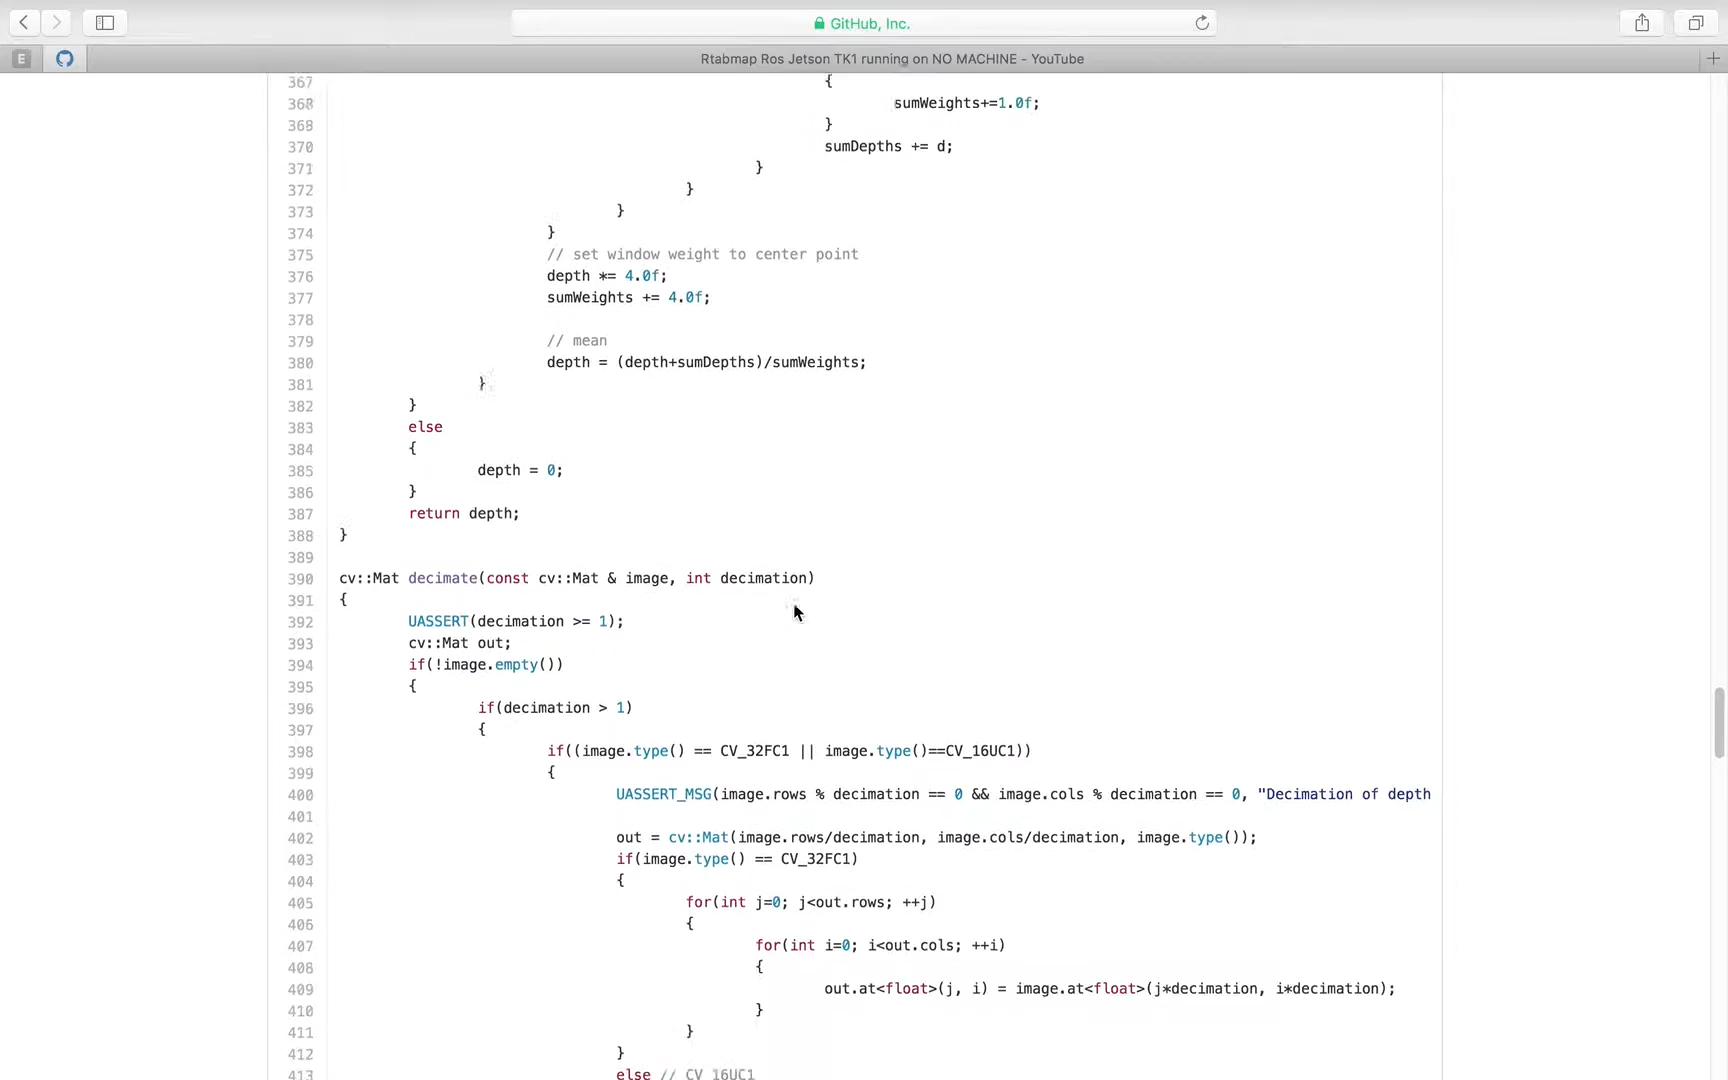 GitHub, Inc.
E
Rtabmap Ros Jetson TK1 running on NO MACHINE - YouTube
367 {
368 sumWeights+=1.0f;
369 }
370 sumDepths += d;
371 }
372 }
373 }
374 }
375 // set window weight to center point
376 depth *= 4.0f;
377 sumWeights += 4.0f;
378
379 // mean
380 depth = (depth+sumDepths)/sumWeights;
381 }
382 }
383 else
384 {
385 depth = 0;
386 }
387 return depth;
388 }
389
390 cv::Mat decimate(const cv::Mat & image, int decimation)
391 {
392 UASSERT(decimation >= 1);
393 cv::Mat out;
394 if(!image.empty())
395 {
396 if(decimation > 1)
397 {
398 if((image.type() == CV_32FC1 || image.type()==CV_16UC1))
399 {
400 UASSERT_MSG(image.rows % decimation == 0 && image.cols % decimation == 0, "Decimation of depth
401
402 out = cv::Mat(image.rows/decimation, image.cols/decimation, image.type());
403 if(image.type() == CV_32FC1)
404 {
405 for(int j=0; j<out.rows; ++j)
406 {
407 for(int i=0; i<out.cols; ++i)
408 {
409 out.at<float>(j, i) = image.at<float>(j*decimation, i*decimation);
410 }
411 }
412 }
413 else // CV_16UC1